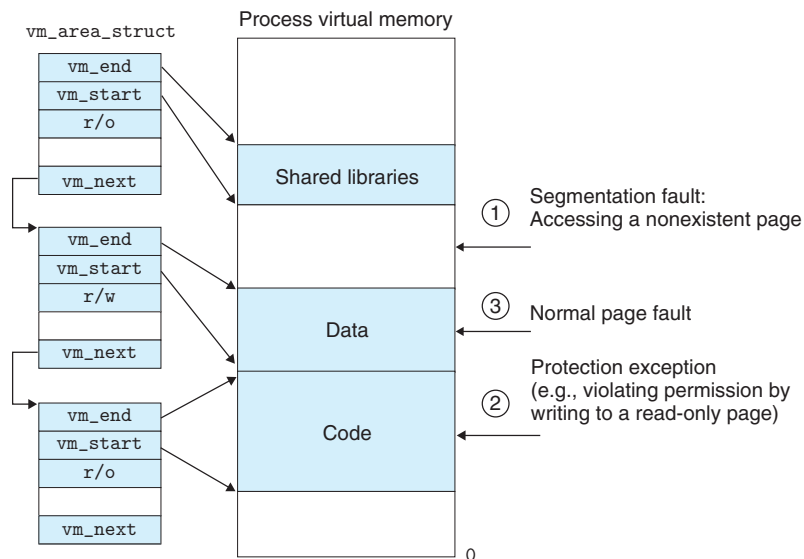 Process virtual memory
vm_area_struct
vm_end
vm_start
r/o
vm_next
vm_end
vm_start
r/w
vm_next
vm_end
vm_start
r/o
vm_next
Shared libraries
Data
Code
0
1
Segmentation fault:
Accessing a nonexistent page
3
Normal page fault
2
Protection exception
(e.g., violating permission by
writing to a read-only page)